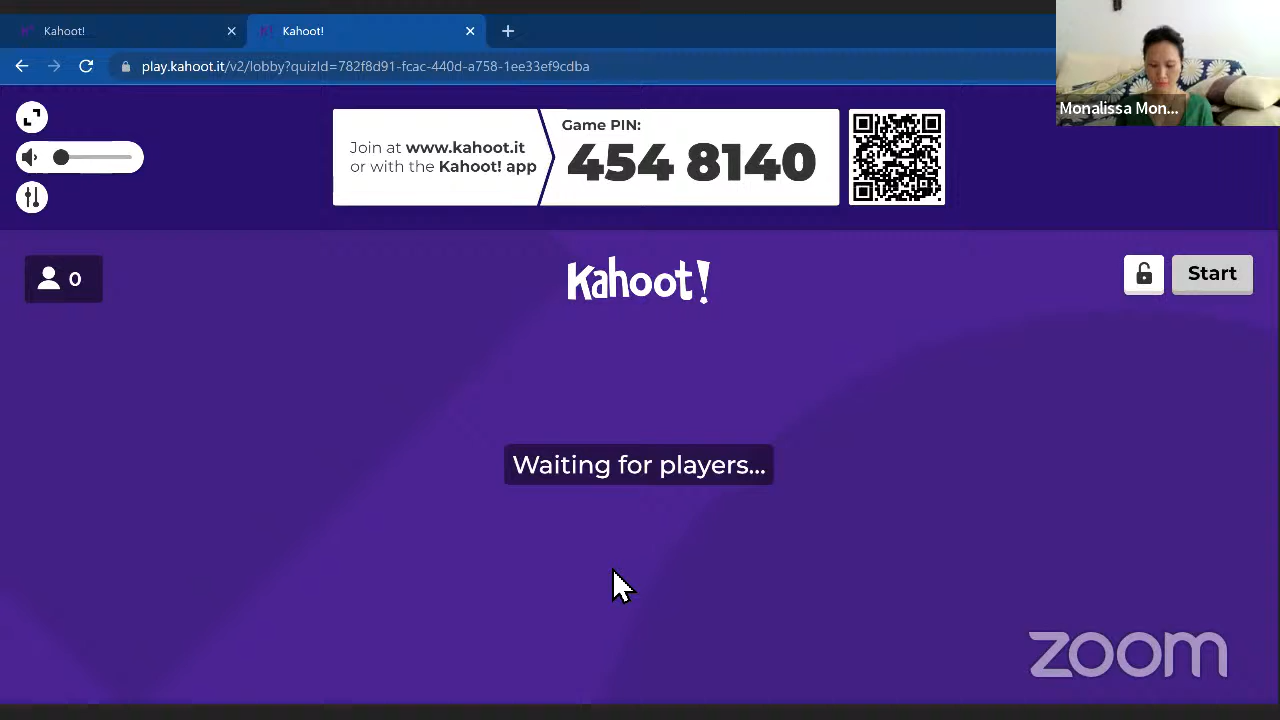 Kahoot!
Kahoot!
play.kahoot.it/v2/lobby?quizId=782f8d91-fcac-440d-a758-1ee33ef9cdba
Monalissa Mon...
Join at www.kahoot.it
or with the Kahoot! app
Game PIN:
454 8140
0
Kahoot!
Start
Waiting for players...
zoom